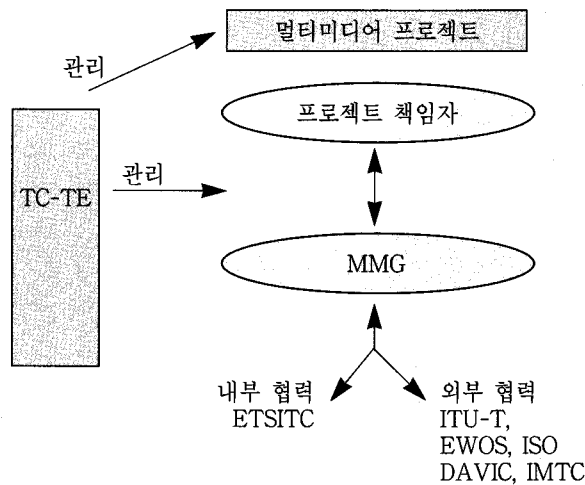 멀티미디어 프로젝트
관리
프로젝트 책임자
관리
TC-TE
MMG
내부 협력
ETSITC
외부 협력
ITU-T,
EWOS, ISO
DAVIC, IMTC